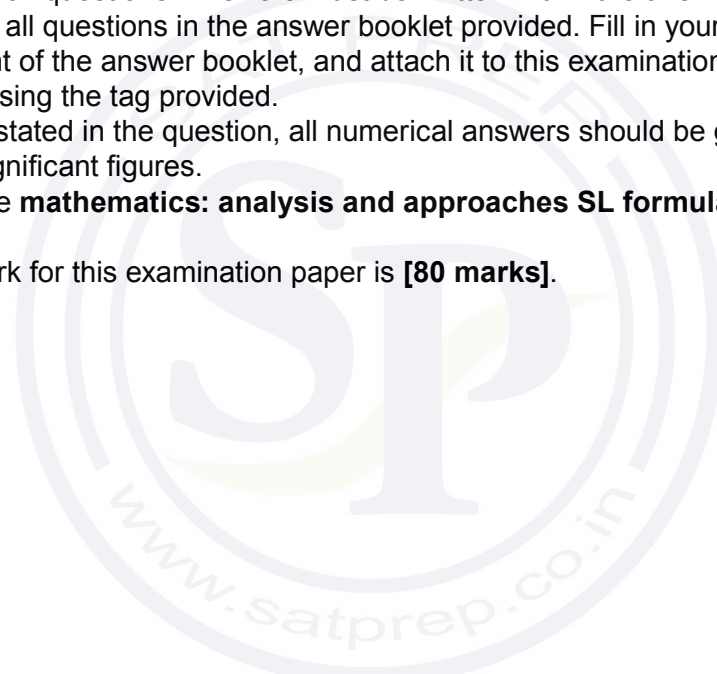 all questions in the answer booklet provided. Fill in your
t of the answer booklet, and attach it to this examination
sing the tag provided.
stated in the question, all numerical answers should be g
gnificant figures.
e mathematics: analysis and approaches SL formula
rk for this examination paper is [80 marks].
SATPREP
SP
www.satprep.co.in